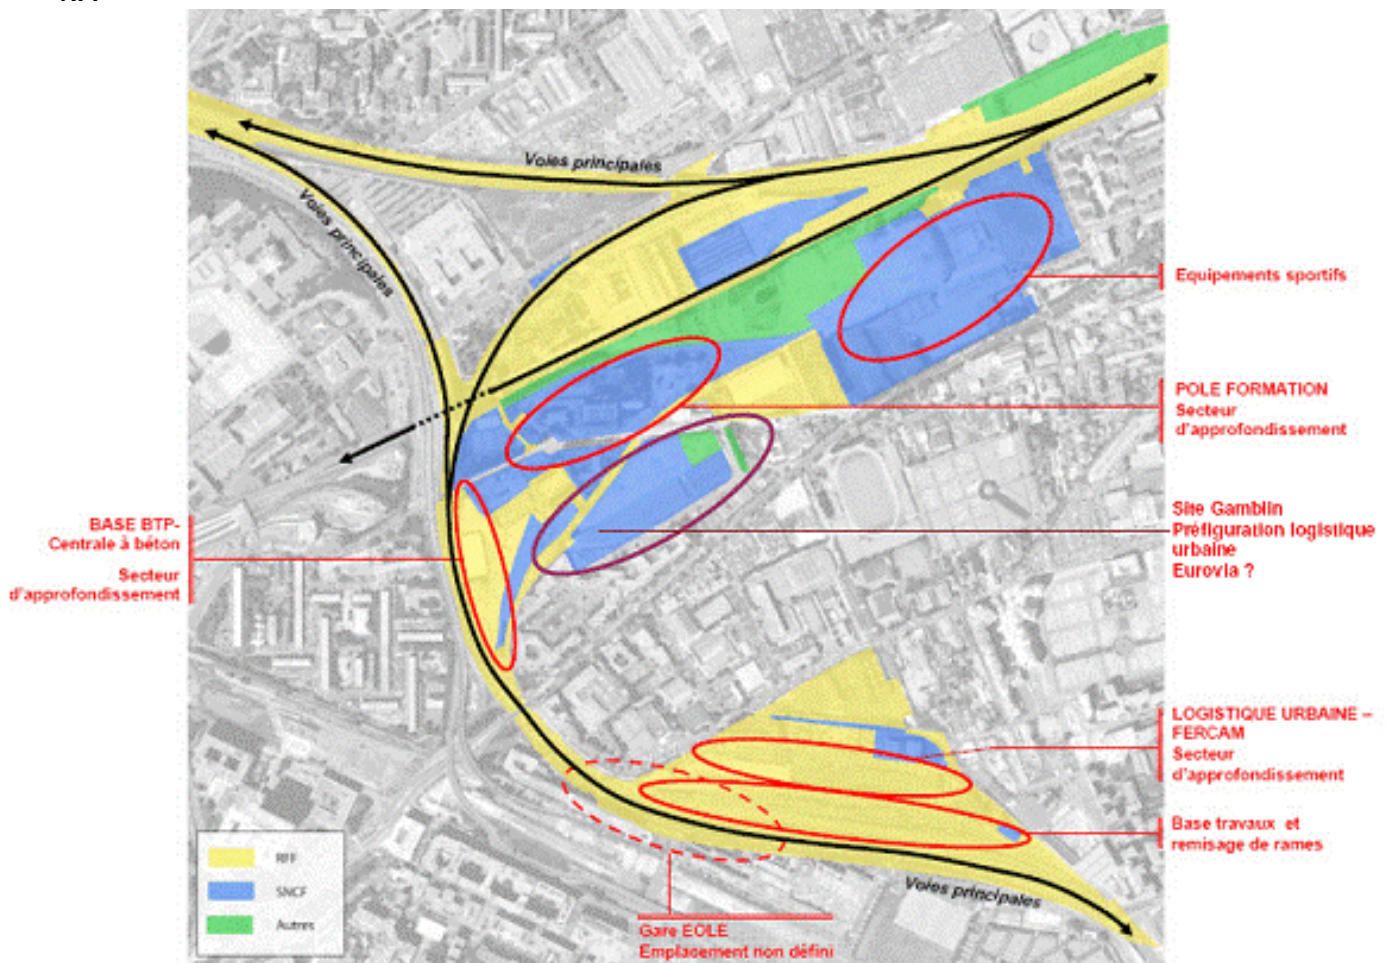 Voies principales
Voies principales
Equipements sportifs
POLE FORMATION
Secteur
d'approfondissement
Site Gamblin
Préfiguration logistique
urbaine
Eurovia ?
BASE BTP-
Centrale à béton
Secteur
d'approfondissement
LOGISTIQUE URBAINE –
FERCAM
Secteur
d'approfondissement
Base travaux et
remisage de rames
Voies principales
Gare EOLE
Emplacement non défini
RFF
SNCF
Autres